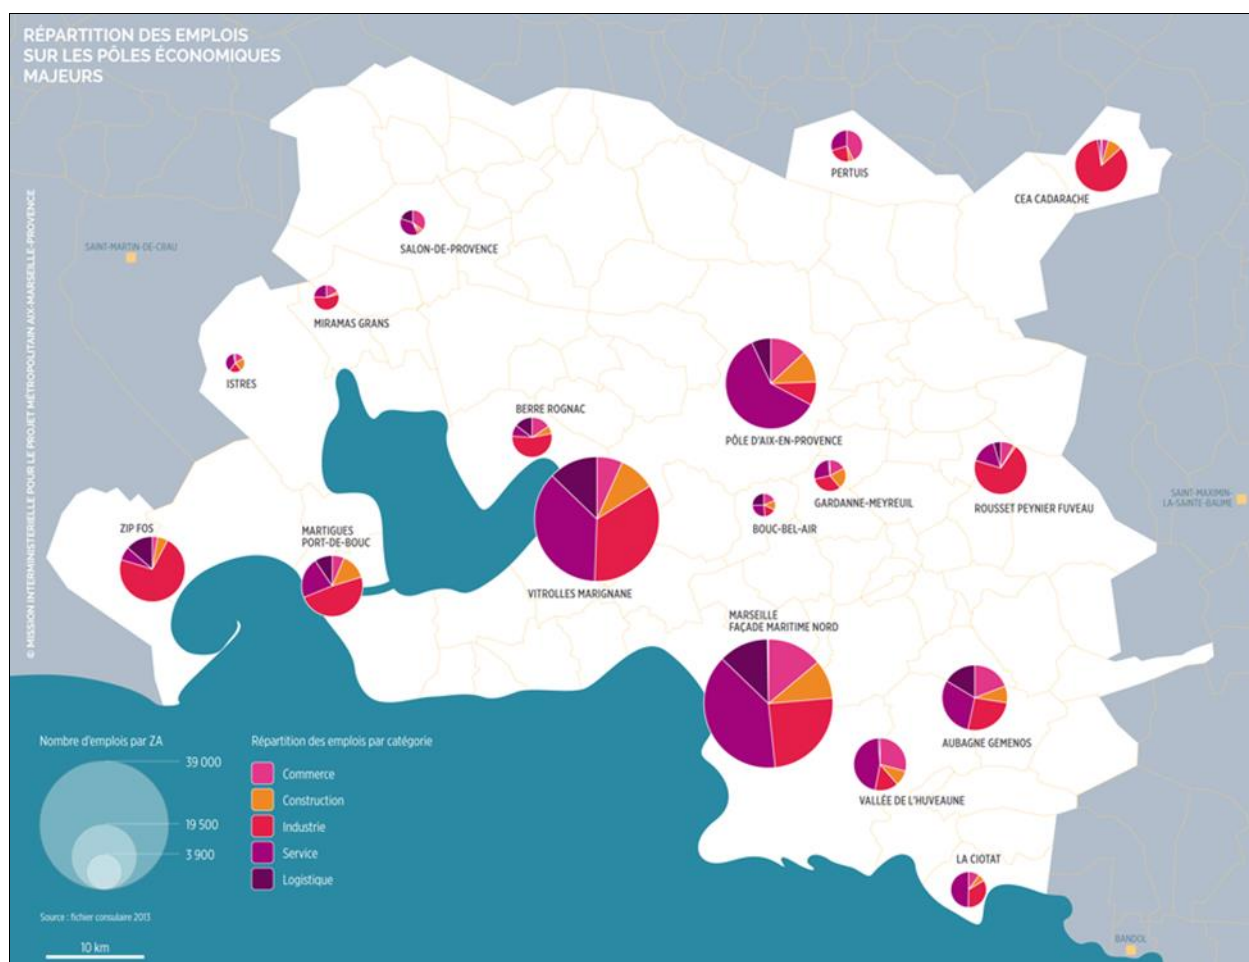 RÉPARTITION DES EMPLOIS
SUR LES PÔLES ÉCONOMIQUES
MAJEURS
© MISSION INTERMINISTERIELLE POUR LE PROJET MÉTROPOLITAIN AIX-MARSEILLE-PROVENCE
PERTUIS
CEA CADARACHE
SAINT-MARTIN-DE-CRAU
SALON-DE-PROVENCE
MIRAMAS GRANS
ISTRES
BERRE ROGNAC
PÔLE D'AIX-EN-PROVENCE
GARDANNE-MEYREUIL
ROUSSET PEYNIER FUVEAU
SAINT-MAXIMIN-
LA-SAINTE-BAUME
BOUC-BEL-AIR
ZIP FOS
MARTIGUES
PORT-DE-BOUC
VITROLLES MARIGNANE
MARSEILLE
FAÇADE MARITIME NORD
AUBAGNE GEMENOS
VALLÉE DE L'HUVEAUNE
LA CIOTAT
BANDOL
Nombre d'emplois par ZA
39 000
19 500
3 900
Répartition des emplois par catégorie
Commerce
Construction
Industrie
Service
Logistique
Source : fichier consulaire 2013
10 km